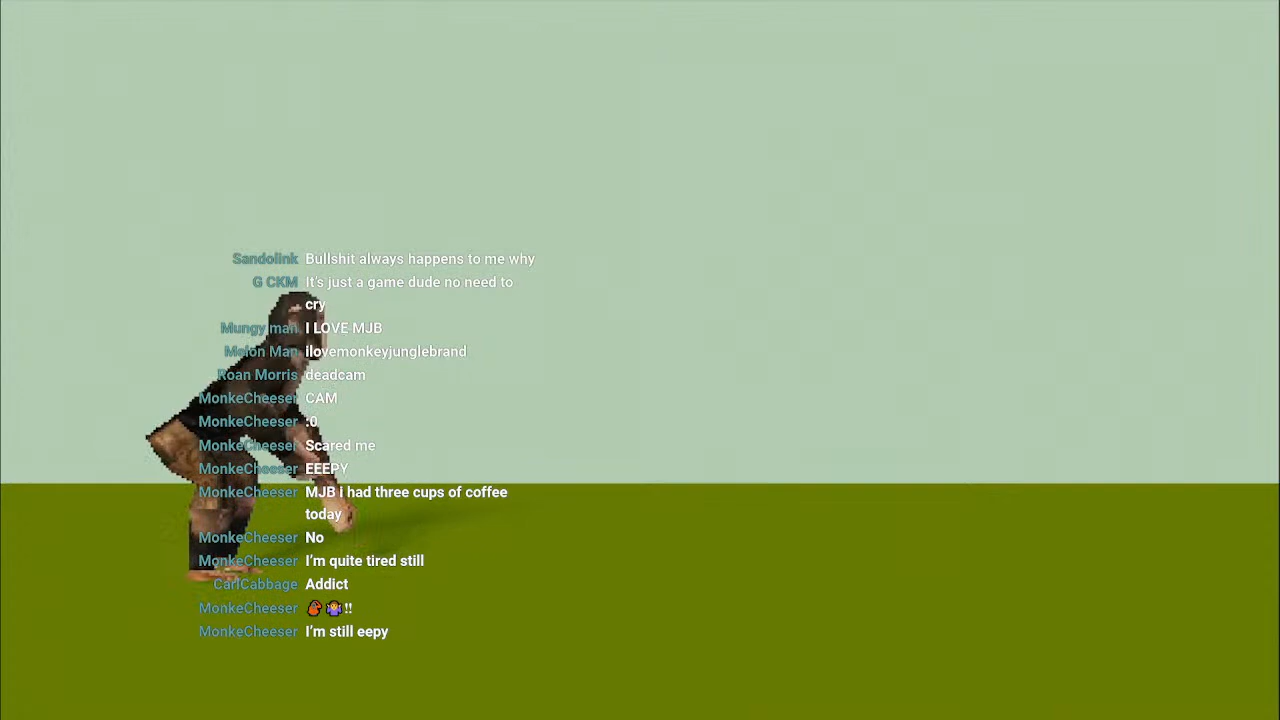 Sandolink Bullshit always happens to me why
G CKM It's just a game dude no need to
cry
Mungy man I LOVE MJB
Malon Man ilovemonkeyjunglebrand
Roan Morris deadcam
MonkeCheeser CAM
MonkeCheeser :0
MonkeCheeser Scared me
MonkeCheeser EEEPY
MonkeCheeser MJB i had three cups of coffee
today
MonkeCheeser No
MonkeCheeser I’m quite tired still
CarlCabbage Addict
MonkeCheeser ‼
MonkeCheeser I’m still eepy